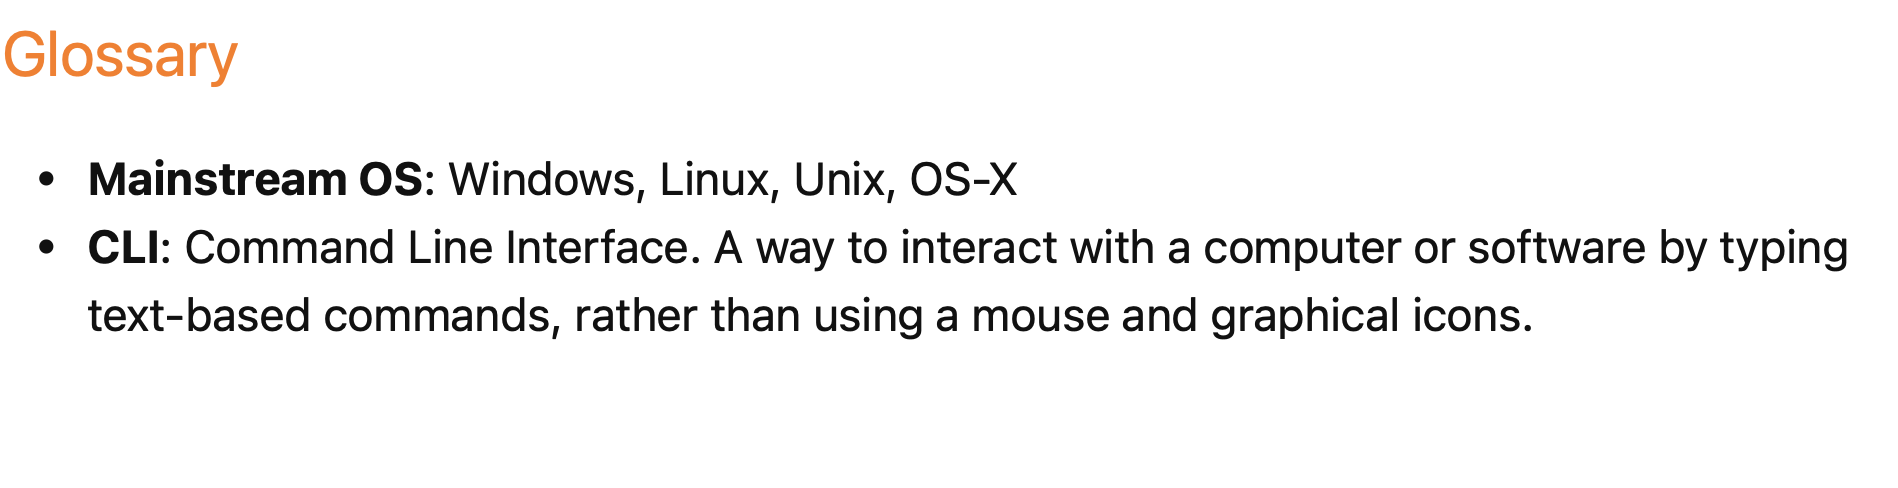 Glossary
• Mainstream OS: Windows, Linux, Unix, OS-X
• CLI: Command Line Interface. A way to interact with a computer or software by typing
text-based commands, rather than using a mouse and graphical icons.